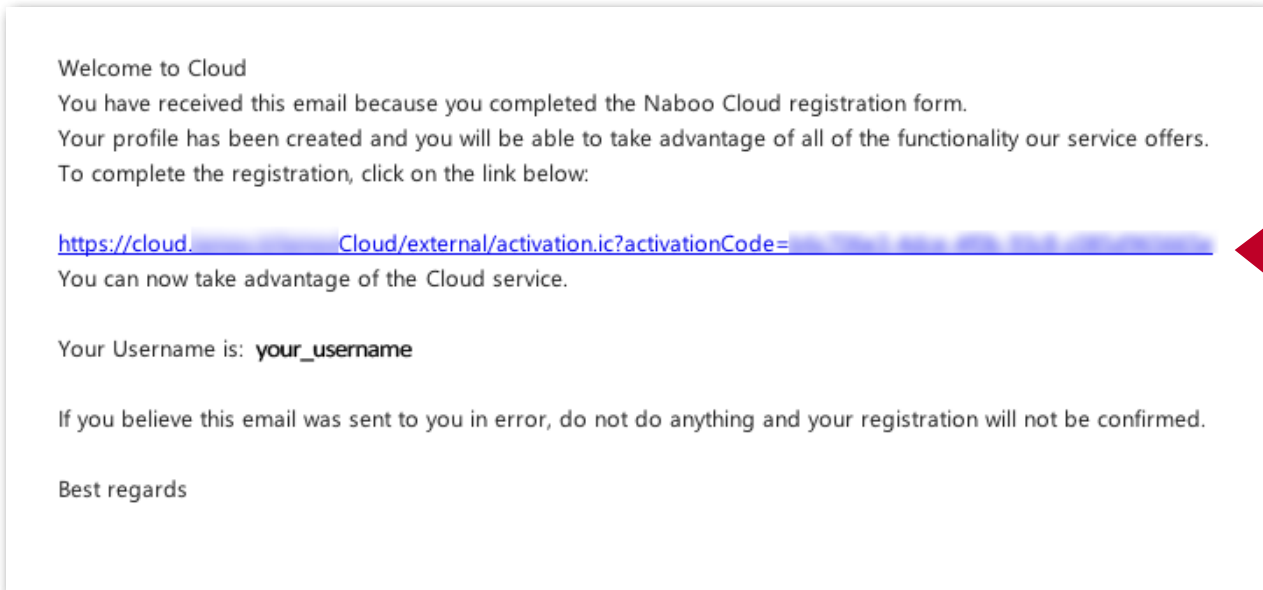 Welcome to Cloud
You have received this email because you completed the Naboo Cloud registration form.
Your profile has been created and you will be able to take advantage of all of the functionality our service offers.
To complete the registration, click on the link below:
https://cloud. Cloud/external/activation.ic?activationCode=
You can now take advantage of the Cloud service.
Your Username is: your_username
If you believe this email was sent to you in error, do not do anything and your registration will not be confirmed.
Best regards